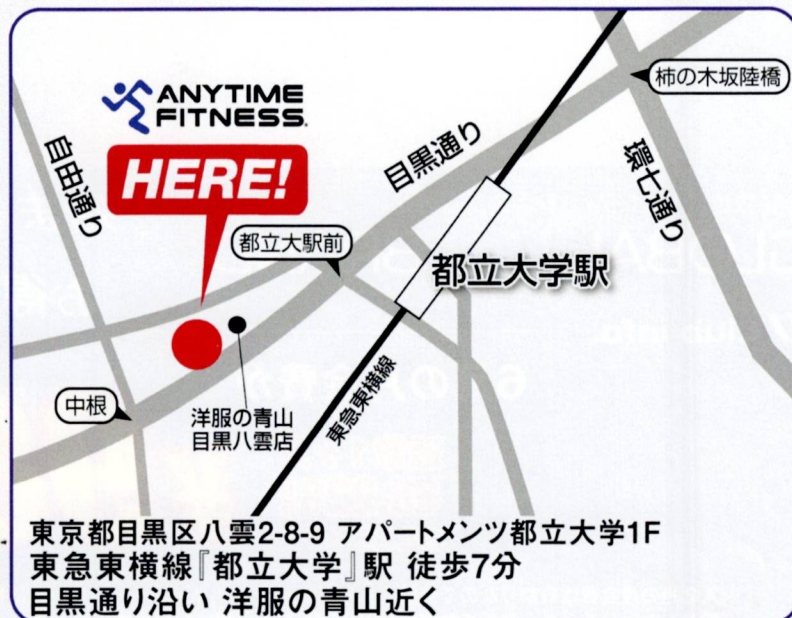 ANYTIME
FITNESS.
HERE!
自由通り
目黒通り
柿の木坂陸橋
環七通り
都立大駅前
都立大学駅
中根
洋服の青山
目黒八雲店
東急東横線
東京都目黒区八雲2-8-9 アパートメンツ都立大学1F
東急東横線『都立大学』駅 徒歩7分
目黒通り沿い 洋服の青山近く